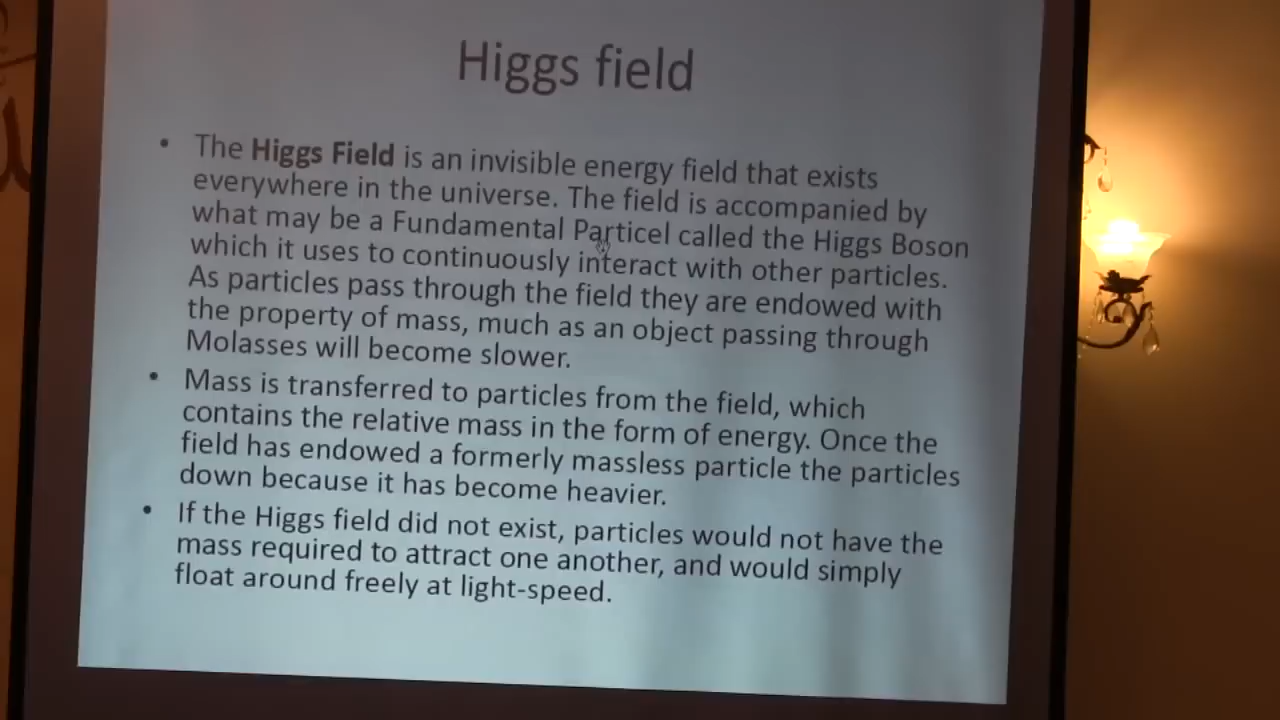 Higgs field
• The Higgs Field is an invisible energy field that exists
everywhere in the universe. The field is accompanied by
what may be a Fundamental Particel called the Higgs Boson
which it uses to continuously interact with other particles.
As particles pass through the field they are endowed with
the property of mass, much as an object passing through
Molasses will become slower.
• Mass is transferred to particles from the field, which
contains the relative mass in the form of energy. Once the
field has endowed a formerly massless particle the particles
down because it has become heavier.
• If the Higgs field did not exist, particles would not have the
mass required to attract one another, and would simply
float around freely at light-speed.